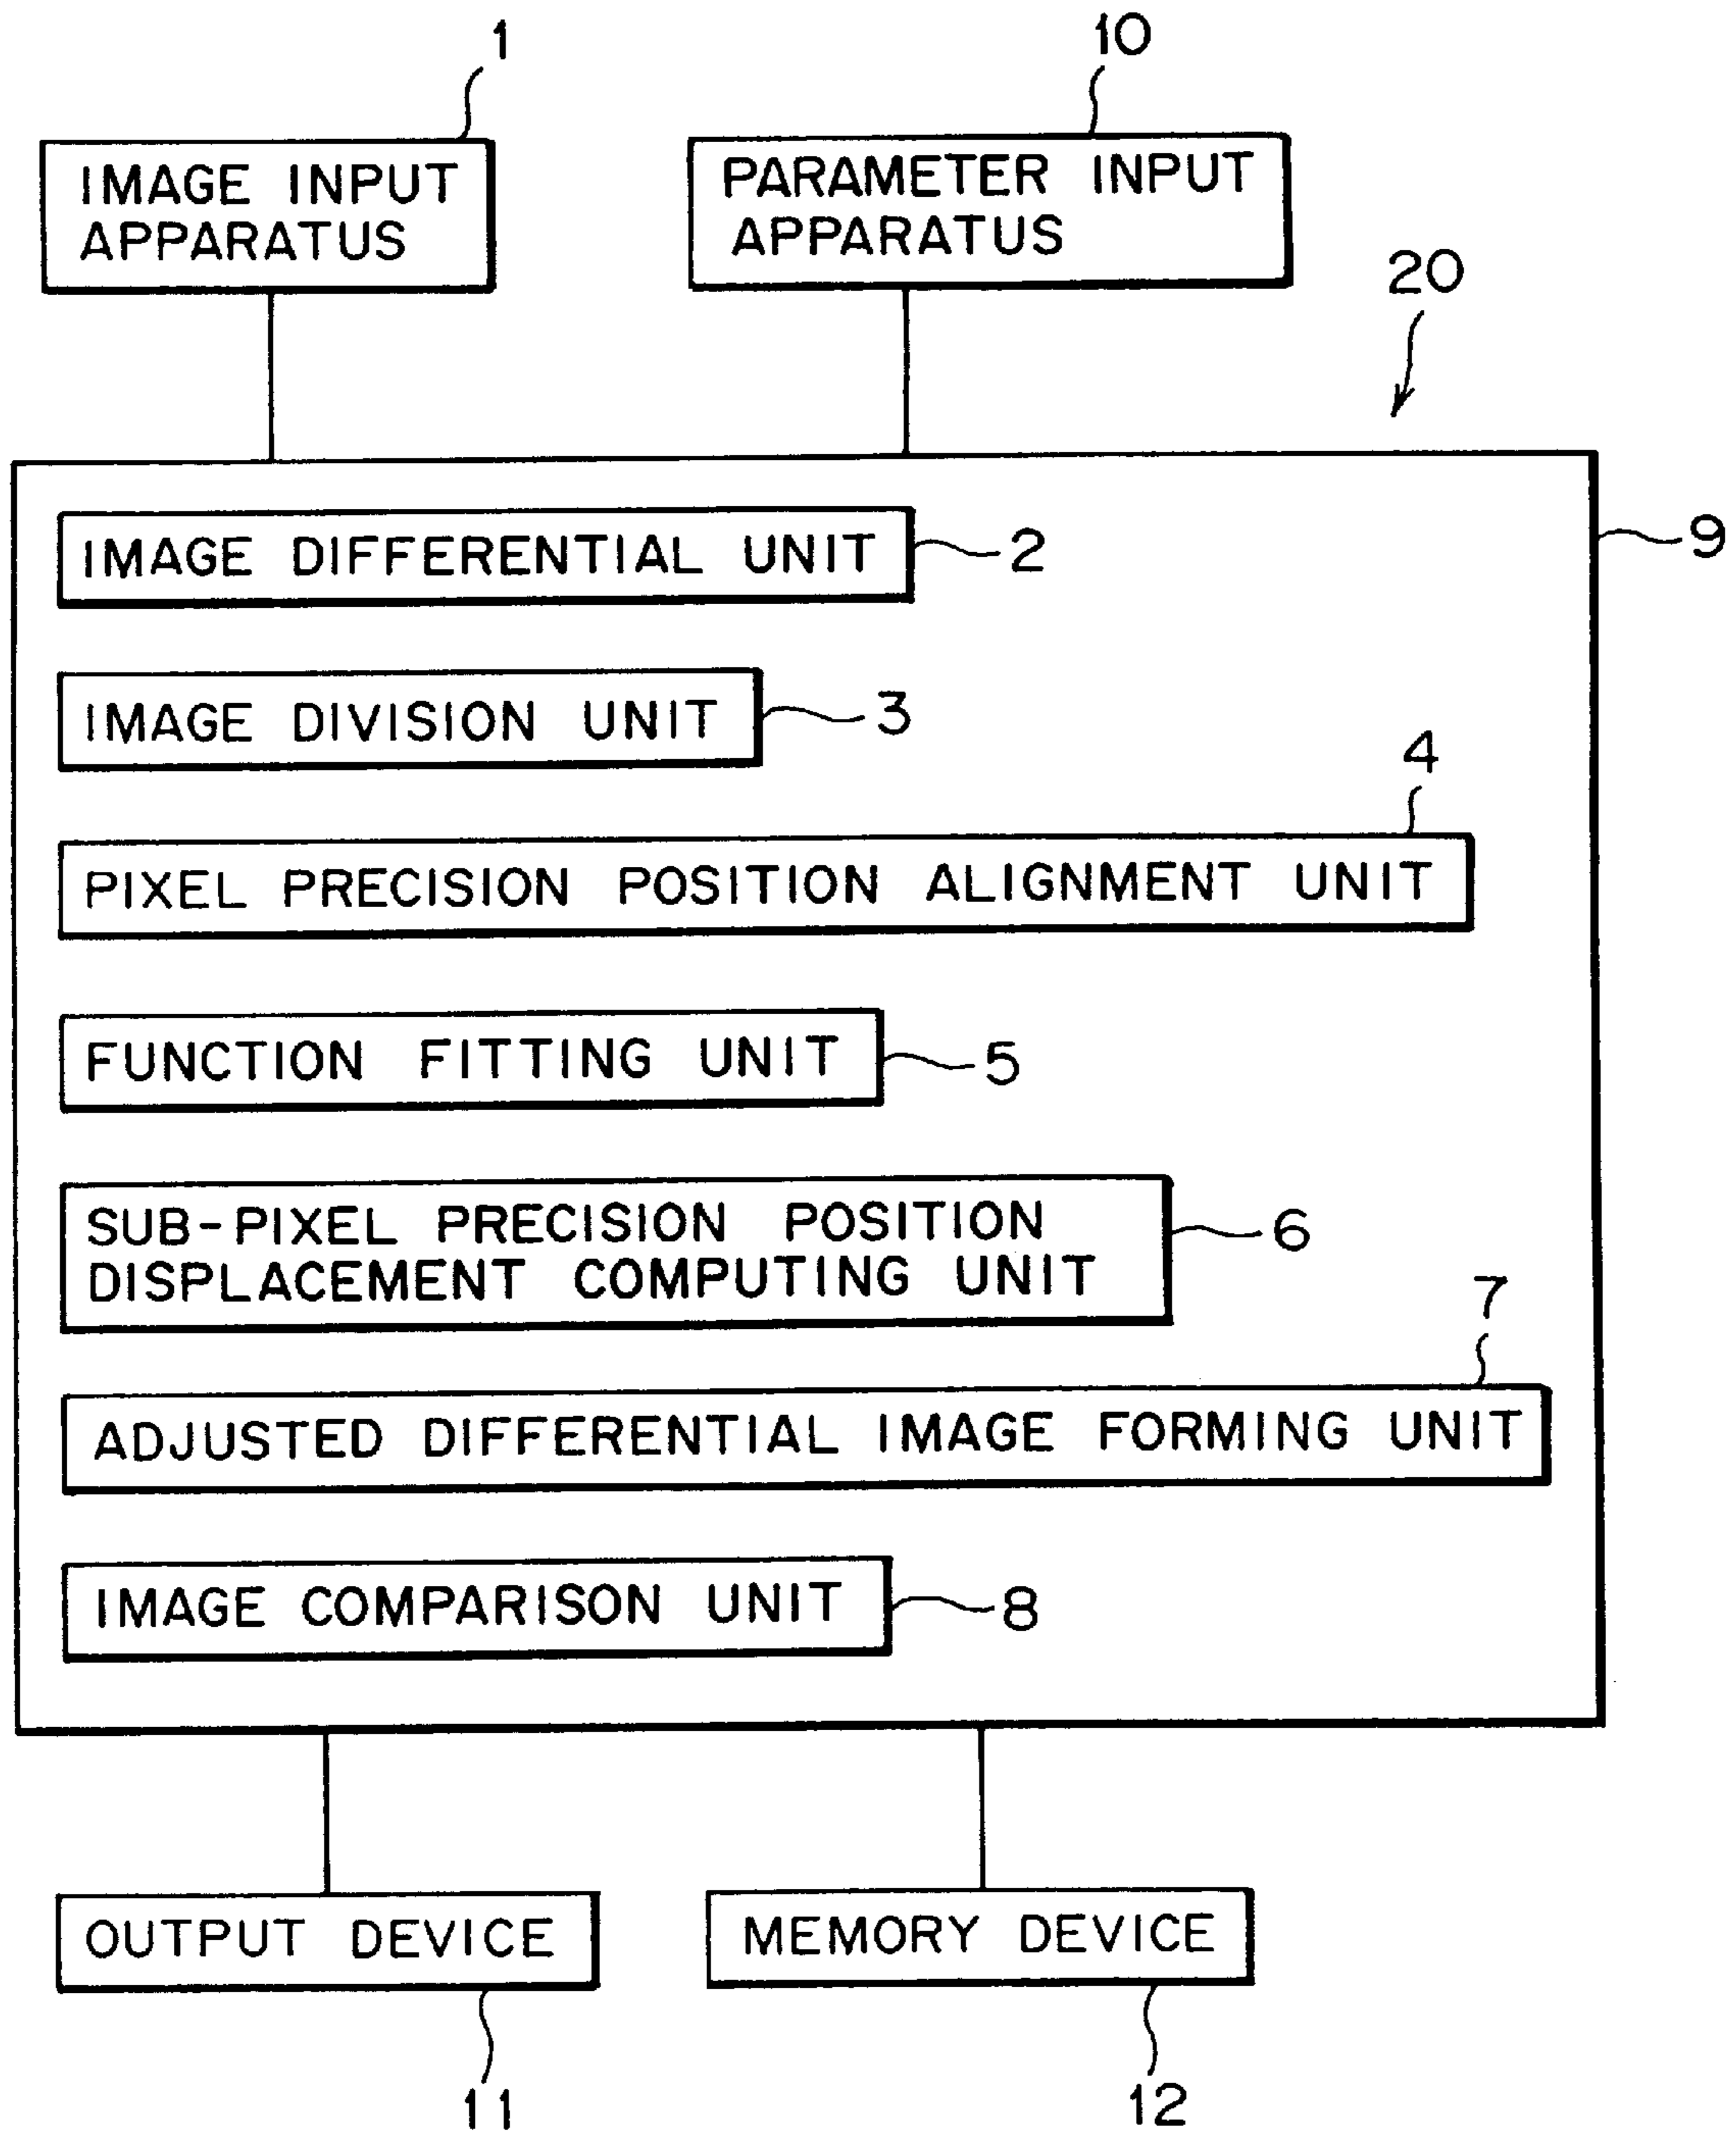 1
10
IMAGE INPUT
APPARATUS
PARAMETER INPUT
APPARATUS
20
IMAGE DIFFERENTIAL UNIT
2
9
IMAGE DIVISION UNIT
3
4
PIXEL PRECISION POSITION ALIGNMENT UNIT
FUNCTION FITTING UNIT
5
SUB-PIXEL PRECISION POSITION
DISPLACEMENT COMPUTING UNIT
6
7
ADJUSTED DIFFERENTIAL IMAGE FORMING UNIT
IMAGE COMPARISON UNIT
8
OUTPUT DEVICE
MEMORY DEVICE
11
12